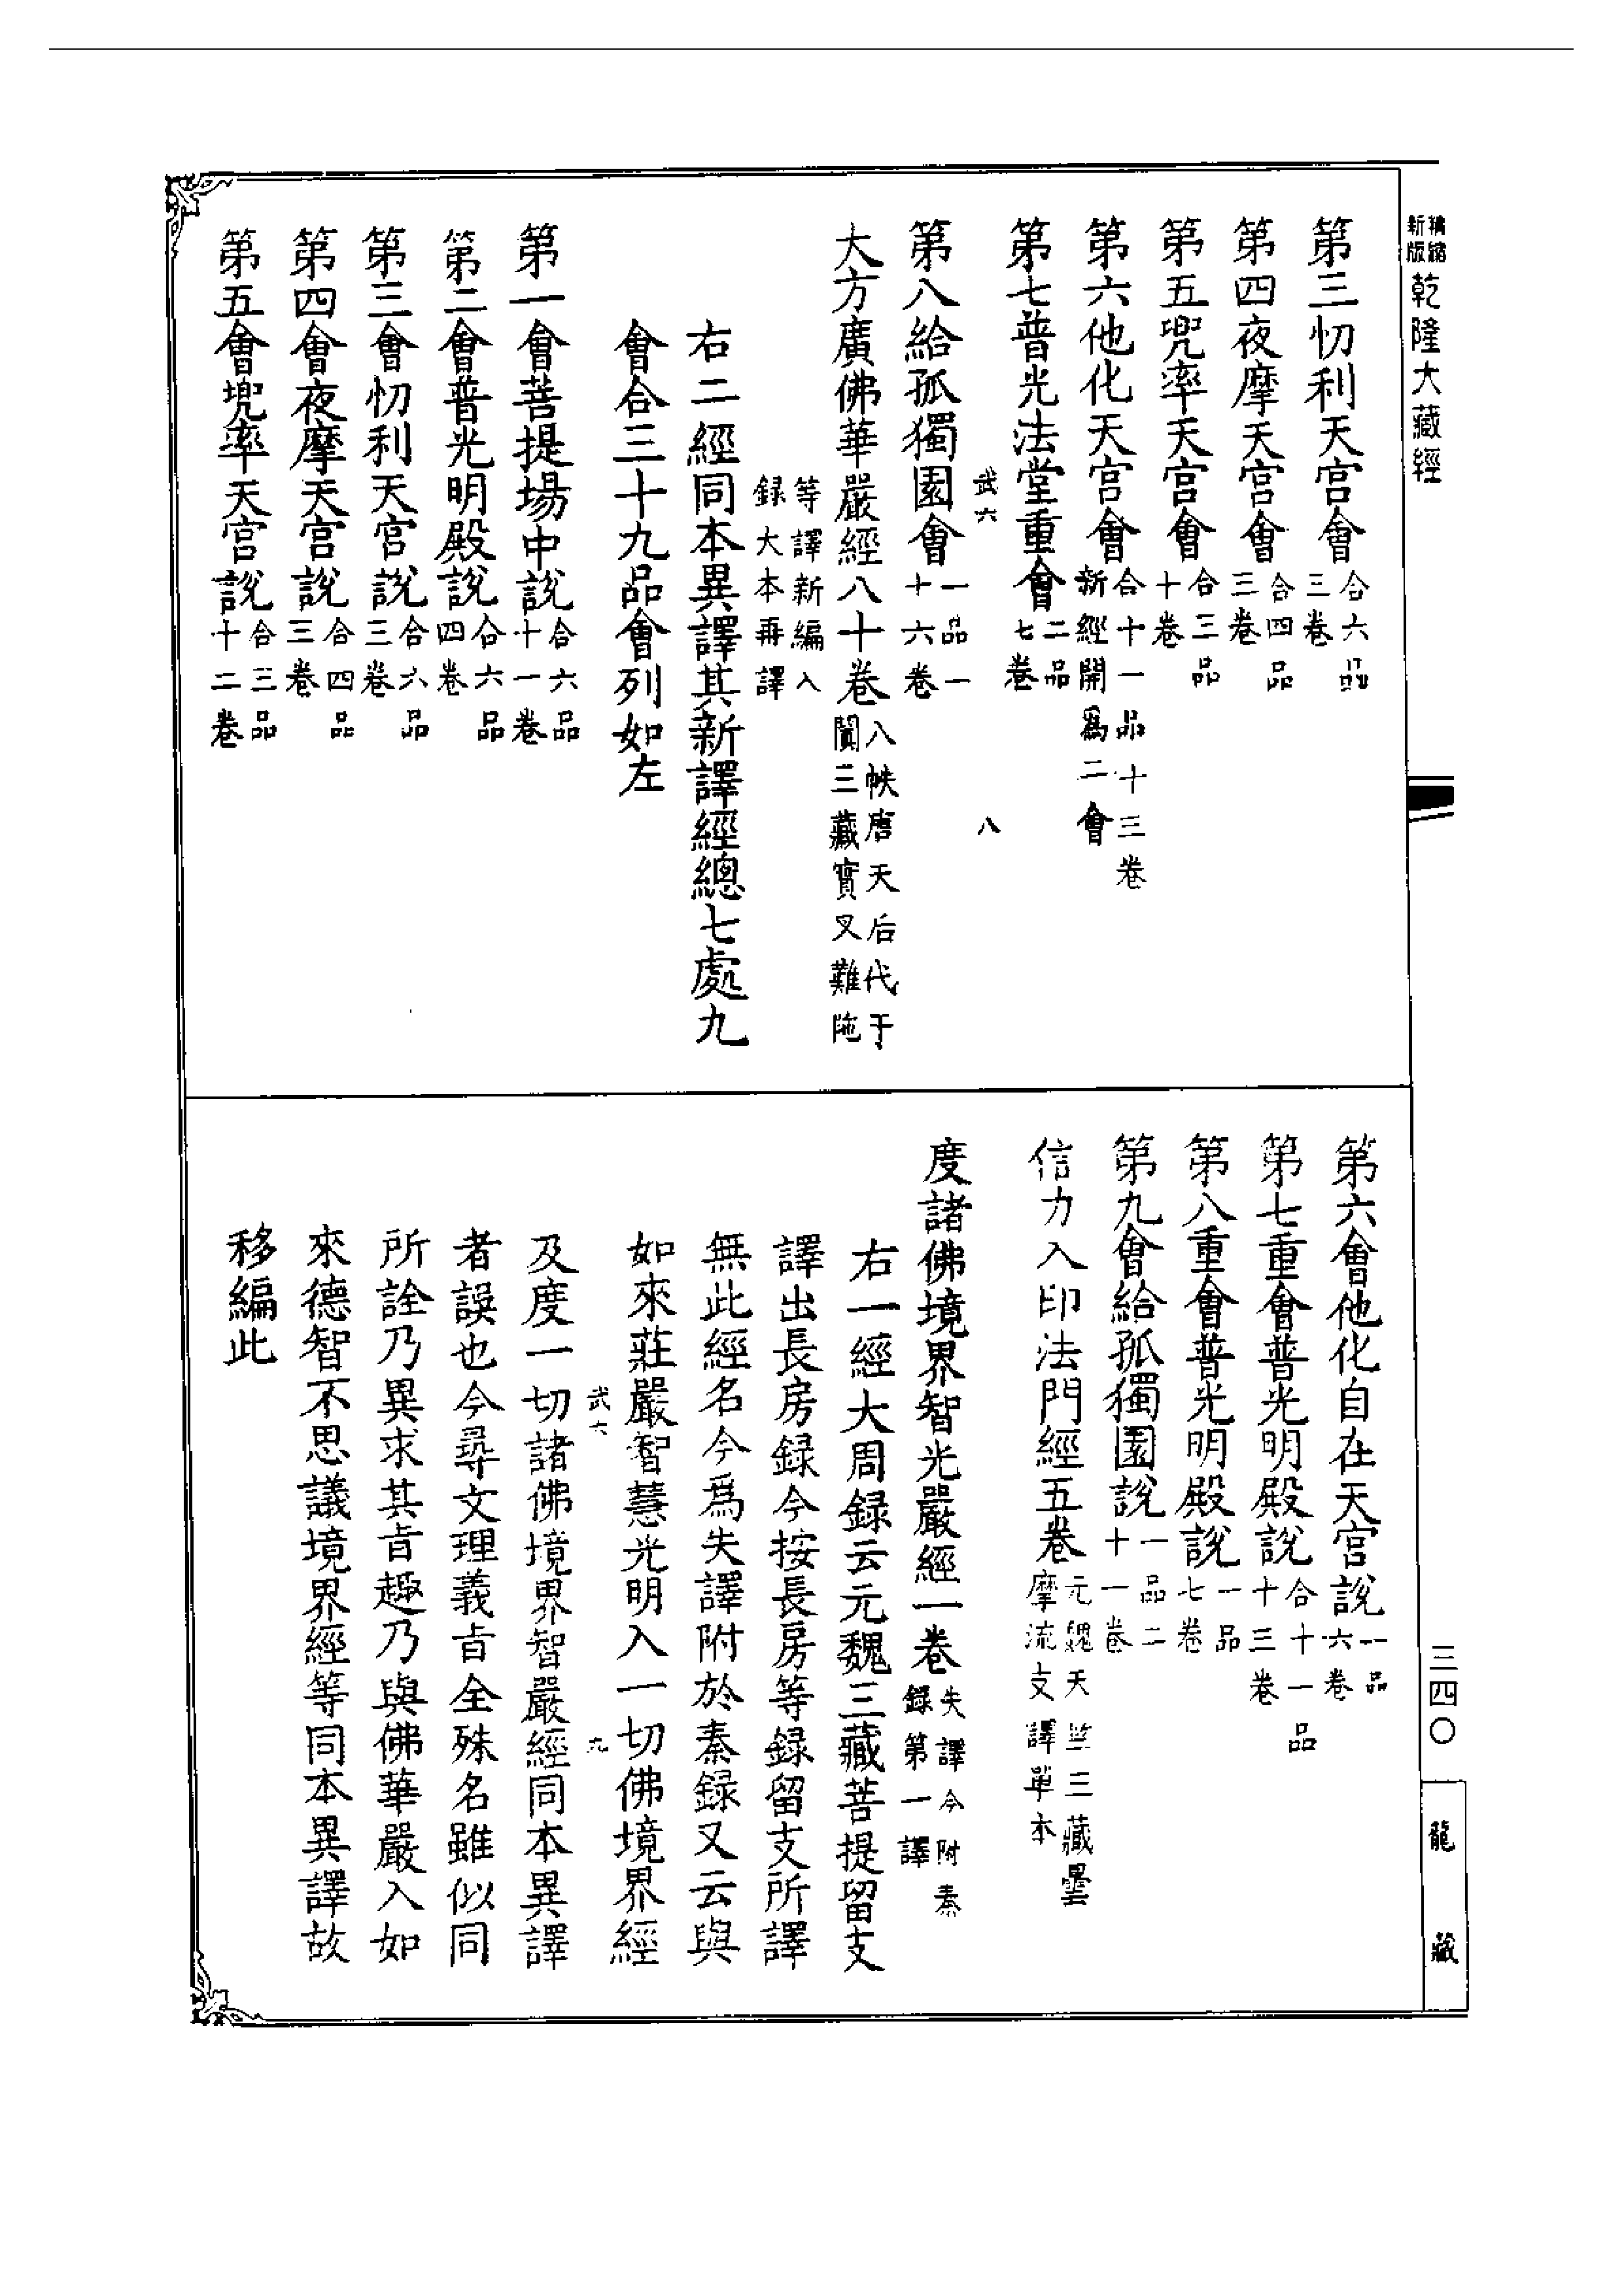 精縮新版乾隆大藏經
第三忉利天宮會合六品三卷
第四夜摩天宮會合四品三卷
第五兜率天宮會合三品十卷
第六他化天宮會合十一品十三卷新經開為二會
第七普光法堂重會二品七卷
武六 八
第八給孤獨園會一品一十六卷
大方廣佛華嚴經八十卷八帙唐天后代于闐三藏實叉難陁
等譯新編入錄大本再譯
右二經同本異譯其新譯經總七處九
會合三十九品會列如左
第一會菩提場中說合六品十一卷
第二會普光明殿說合六品四卷
第三會忉利天宮說合六品三卷
第四會夜摩天宮說合四品三卷
第五會兜率天宮說合三品十二卷
三四〇
龍藏
第六會他化自在天宮說一品六卷
第七重會普光明殿說合十一品十三卷
第八重會普光明殿說一品七卷
第九會給孤獨園說一品二十一卷
信力入印法門經五卷元魏天竺三藏曇摩流支譯單本
度諸佛境界智光嚴經一卷失譯今附秦錄第一譯
右一經大周録云元魏三藏菩提留支
譯出長房録今按長房等録留支所譯
無此經名今為失譯附於秦録又云與
如來莊嚴智慧光明入一切佛境界經
武六 九
及度一切諸佛境界智嚴經同本異譯
者誤也今尋文理義旨全殊名雖似同
所詮乃異求其旨趣乃與佛華嚴入如
來德智不思議境界經等同本異譯故
移編此